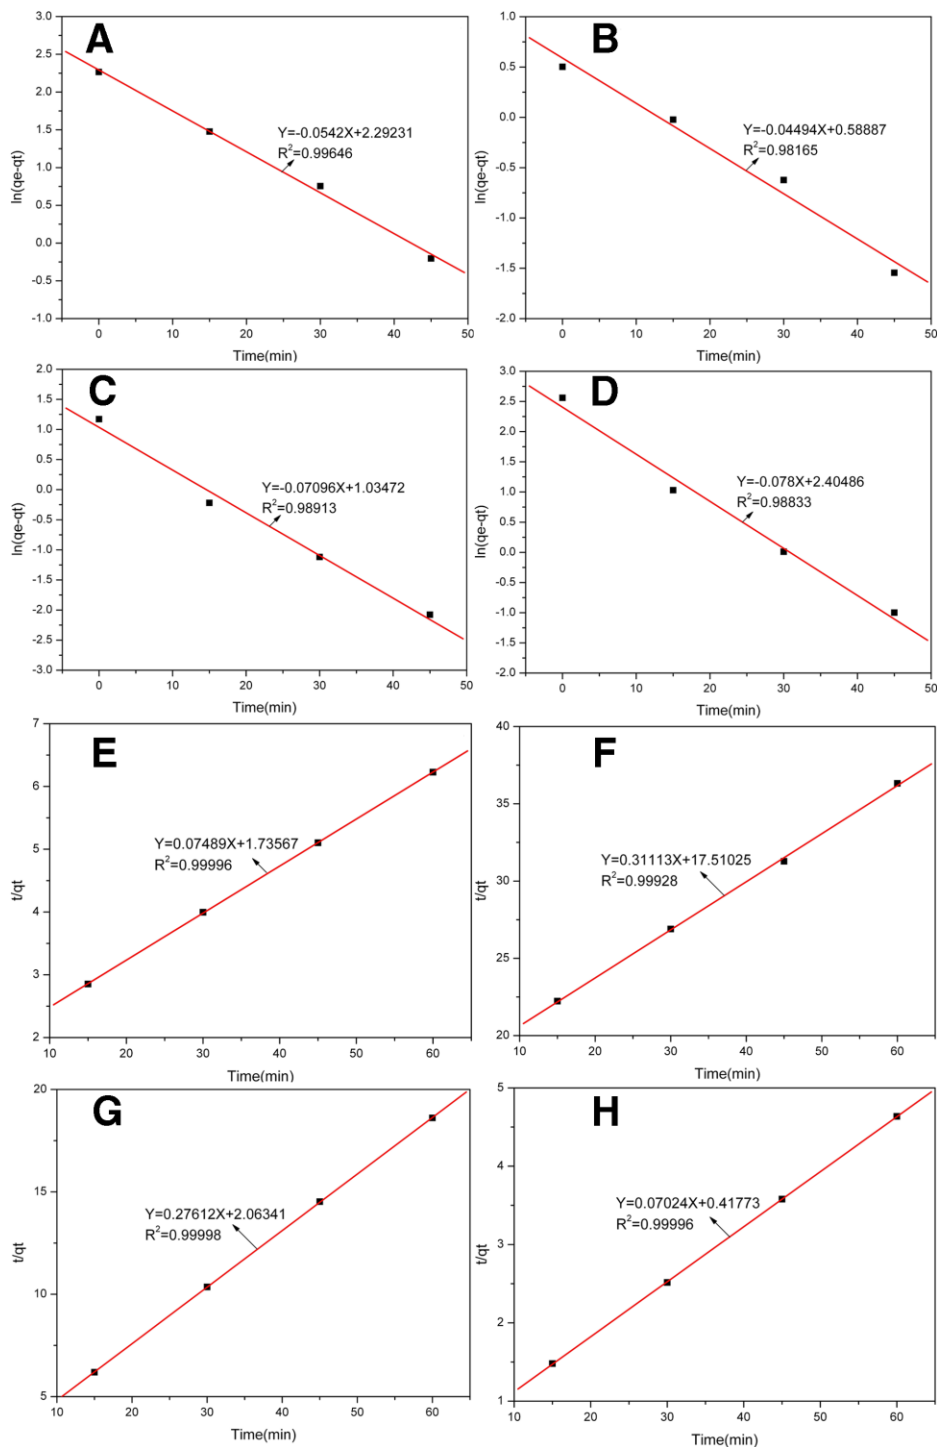 A
3.0
2.5
2.0
1.5
1.0
0.5
0.0
-0.5
-1.0
ln(qe-qt)
Y=-0.0542X+2.29231
R²=0.99646
0 10 20 30 40 50
Time(min)
B
1.0
0.5
0.0
-0.5
-1.0
-1.5
-2.0
ln(qe-qt)
Y=-0.04494X+0.58887
R²=0.98165
0 10 20 30 40 50
Time(min)
C
2.0
1.5
1.0
0.5
0.0
-0.5
-1.0
-1.5
-2.0
-2.5
-3.0
ln(qe-qt)
Y=-0.07096X+1.03472
R²=0.98913
0 10 20 30 40 50
Time(min)
D
3.0
2.5
2.0
1.5
1.0
0.5
0.0
-0.5
-1.0
-1.5
-2.0
ln(qe-qt)
Y=-0.078X+2.40486
R²=0.98833
0 10 20 30 40 50
Time(min)
E
7
6
5
4
3
2
t/qt
Y=0.07489X+1.73567
R²=0.99996
10 20 30 40 50 60
Time(min)
F
40
35
30
25
20
t/qt
Y=0.31113X+17.51025
R²=0.99928
10 20 30 40 50 60
Time(min)
G
20
15
10
5
t/qt
Y=0.27612X+2.06341
R²=0.99998
10 20 30 40 50 60
Time(min)
H
5
4
3
2
1
t/qt
Y=0.07024X+0.41773
R²=0.99996
10 20 30 40 50 60
Time(min)